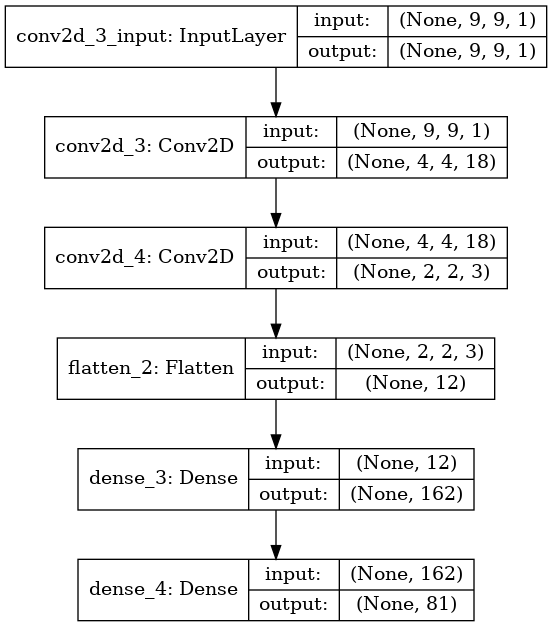 conv2d_3_input: InputLayer
input:
(None, 9, 9, 1)
output:
(None, 9, 9, 1)
conv2d_3: Conv2D
input:
(None, 9, 9, 1)
output:
(None, 4, 4, 18)
conv2d_4: Conv2D
input:
(None, 4, 4, 18)
output:
(None, 2, 2, 3)
flatten_2: Flatten
input:
(None, 2, 2, 3)
output:
(None, 12)
dense_3: Dense
input:
(None, 12)
output:
(None, 162)
dense_4: Dense
input:
(None, 162)
output:
(None, 81)